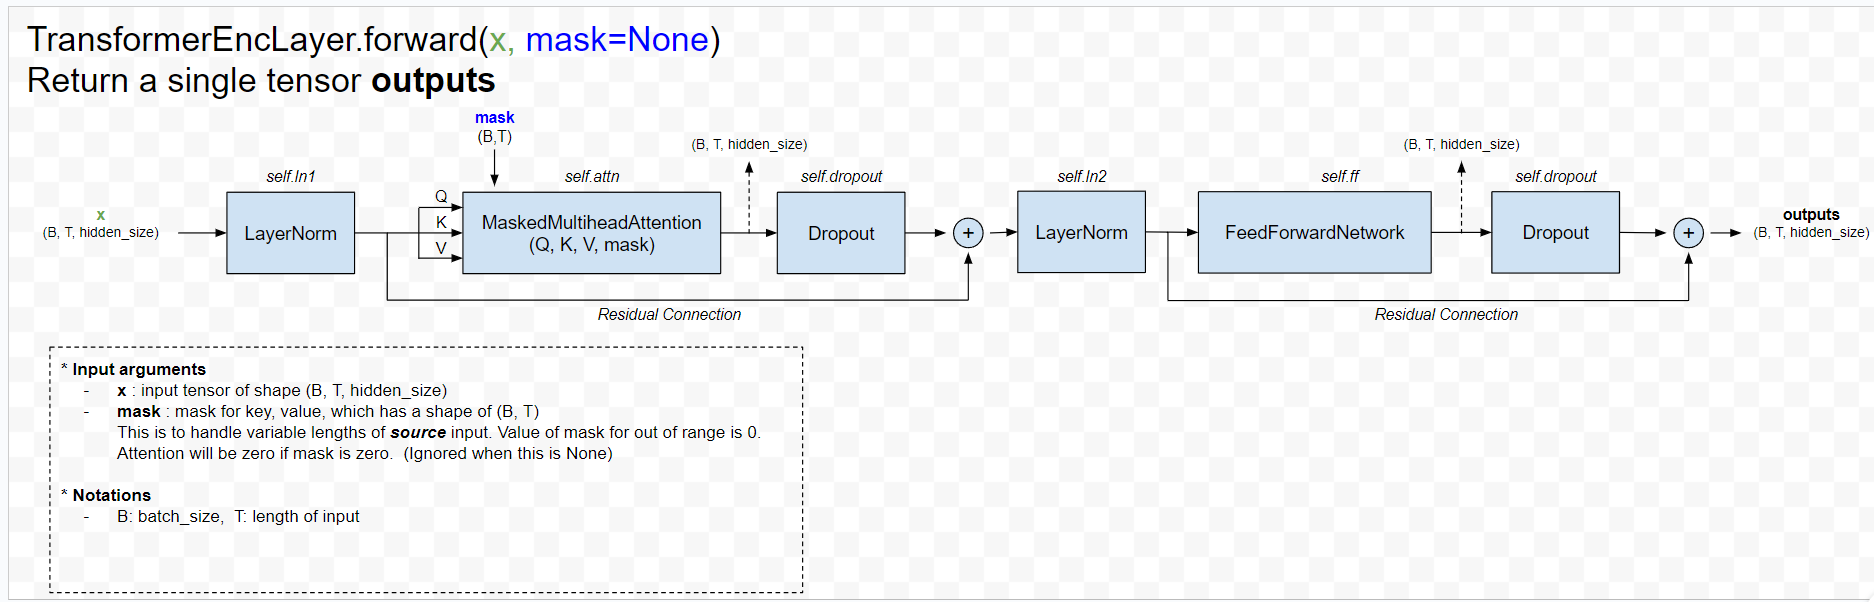 TransformerEncLayer.forward(x, mask=None)
Return a single tensor outputs
mask
(B,T)
(B, T, hidden_size)
(B, T, hidden_size)
self.ln1
self.attn
self.dropout
self.ln2
self.ff
self.dropout
x
(B, T, hidden_size)
LayerNorm
Q
K
V
MaskedMultiheadAttention
(Q, K, V, mask)
Dropout
+
LayerNorm
FeedForwardNetwork
Dropout
+
outputs
(B, T, hidden_size)
Residual Connection
Residual Connection
* Input arguments
- x : input tensor of shape (B, T, hidden_size)
- mask : mask for key, value, which has a shape of (B, T)
This is to handle variable lengths of source input. Value of mask for out of range is 0.
Attention will be zero if mask is zero. (Ignored when this is None)
* Notations
- B: batch_size, T: length of input